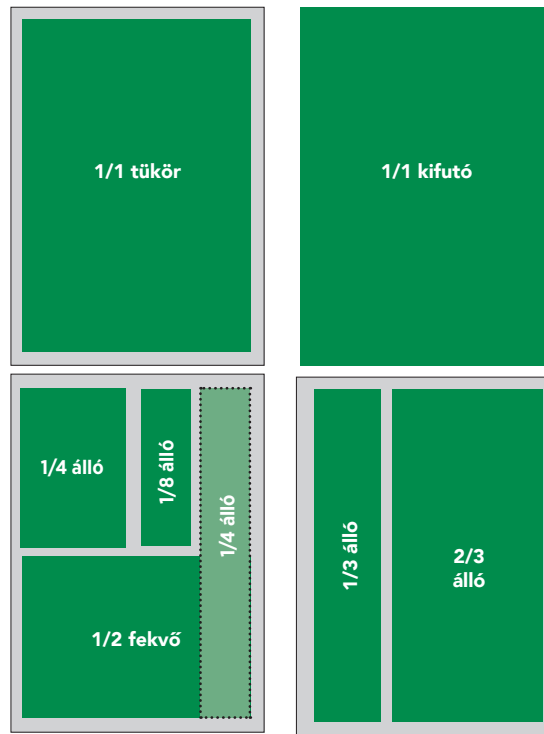 1/1 tükör
1/1 kifutó
1/4 álló
1/8 álló
1/4 álló
1/2 fekvő
1/3 álló
2/3
álló